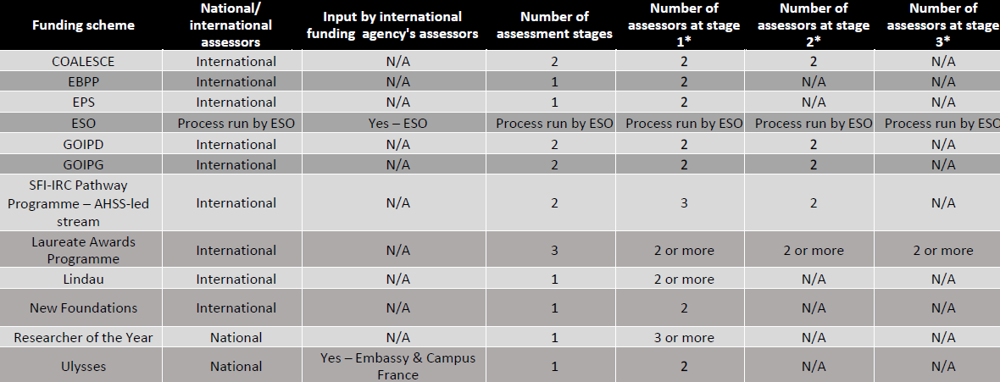 Funding scheme National/ international assessors Input by international funding agency's assessors Number of assessment stages Number of assessors at stage 1* Number of assessors at stage 2* Number of assessors at stage 3*
COALESCE International N/A 2 2 2 N/A
EBPP International N/A 1 2 N/A N/A
EPS International N/A 1 2 N/A N/A
ESO Process run by ESO Yes – ESO Process run by ESO Process run by ESO Process run by ESO Process run by ESO
GOIPD International N/A 2 2 2 N/A
GOIPG International N/A 2 2 2 N/A
SFI-IRC Pathway Programme – AHSS-led stream International N/A 2 3 2 N/A
Laureate Awards Programme International N/A 3 2 or more 2 or more 2 or more
Lindau International N/A 1 2 or more N/A N/A
New Foundations International N/A 1 2 N/A N/A
Researcher of the Year National N/A 1 3 or more N/A N/A
Ulysses National Yes – Embassy & Campus France 1 2 N/A N/A